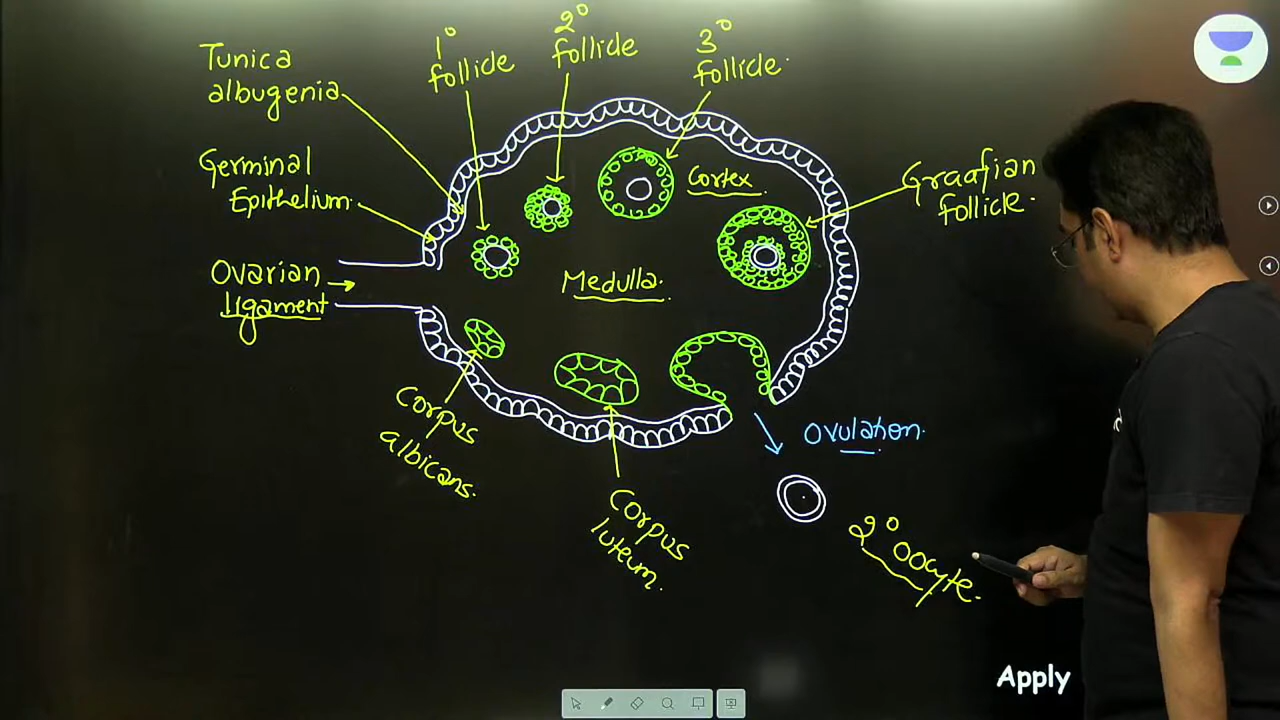 Tunica
albugenia
Germinal
Epithelium.
Ovarian
ligament
1° follicle
2° follicle
3° follicle.
Cortex
Graafian
follicle.
Medulla.
Corpus
albicans.
Corpus
luteum.
Ovulation.
2° Oocyte.
Apply